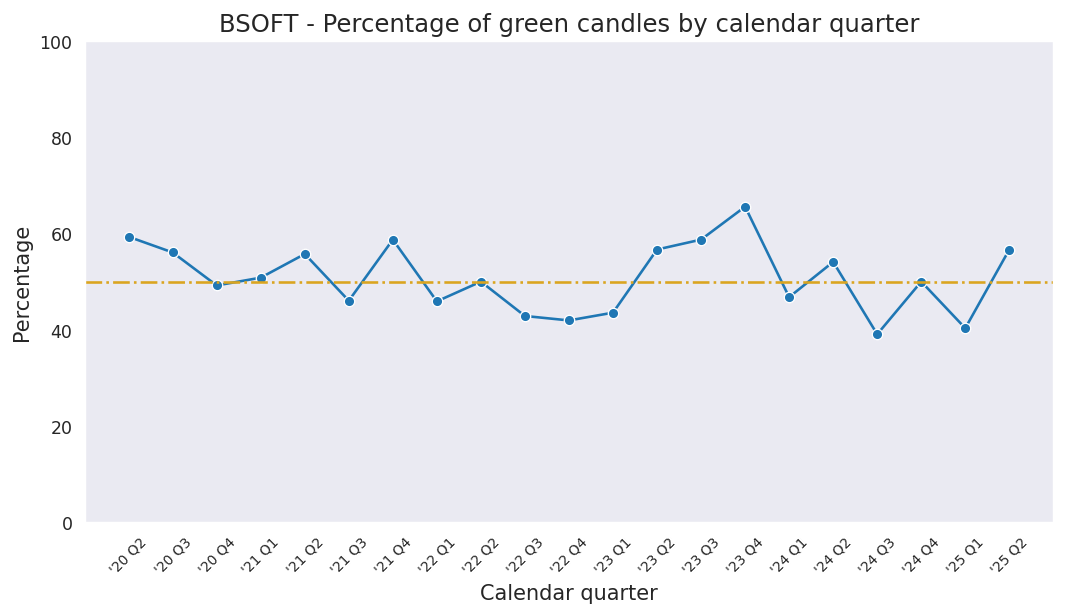 BSOFT - Percentage of green candles by calendar quarter
100
80
60
40
20
0
Percentage
'20 Q2
'20 Q3
'20 Q4
'21 Q1
'21 Q2
'21 Q3
'21 Q4
'22 Q1
'22 Q2
'22 Q3
'22 Q4
'23 Q1
'23 Q2
'23 Q3
'23 Q4
'24 Q1
'24 Q2
'24 Q3
'24 Q4
'25 Q1
'25 Q2
Calendar quarter